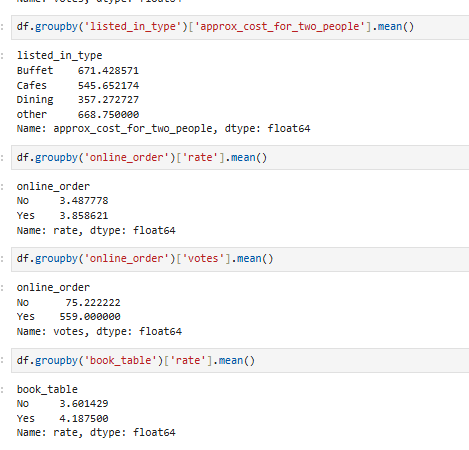 Name: votes, dtype: float64
df.groupby('listed_in_type')['approx_cost_for_two_people'].mean()
listed_in_type
Buffet    671.428571
Cafes     545.652174
Dining    357.272727
other     668.750000
Name: approx_cost_for_two_people, dtype: float64
df.groupby('online_order')['rate'].mean()
online_order
No     3.487778
Yes    3.858621
Name: rate, dtype: float64
df.groupby('online_order')['votes'].mean()
online_order
No      75.222222
Yes    559.000000
Name: votes, dtype: float64
df.groupby('book_table')['rate'].mean()
book_table
No     3.601429
Yes    4.187500
Name: rate, dtype: float64